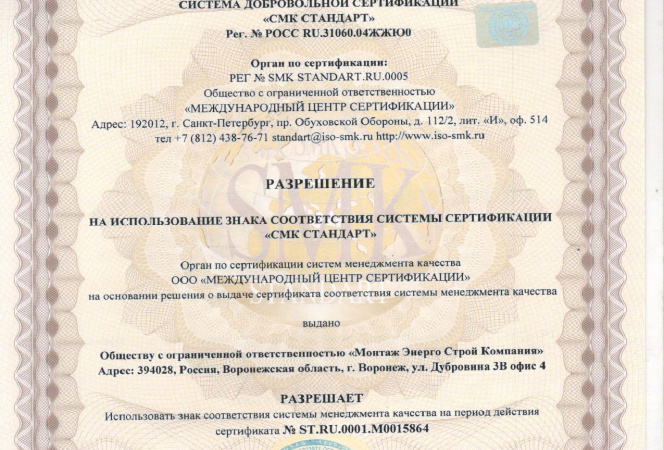 СИСТЕМА ДОБРОВОЛЬНОЙ СЕРТИФИКАЦИИ
«СМК СТАНДАРТ»
Рег. № РОСС RU.31060.04ЖЖЮ0
Орган по сертификации:
РЕГ № SMK STANDART.RU.0005
Общество с ограниченной ответственностью
«МЕЖДУНАРОДНЫЙ ЦЕНТР СЕРТИФИКАЦИИ»
Адрес: 192012, г. Санкт-Петербург, пр. Обуховской Обороны, д. 112/2, лит. «И», оф. 514
тел +7 (812) 438-76-71 standart@iso-smk.ru http://www.iso-smk.ru
РАЗРЕШЕНИЕ
НА ИСПОЛЬЗОВАНИЕ ЗНАКА СООТВЕТСТВИЯ СИСТЕМЫ СЕРТИФИКАЦИИ
«СМК СТАНДАРТ»
SMK
Орган по сертификации систем менеджмента качества
ООО «МЕЖДУНАРОДНЫЙ ЦЕНТР СЕРТИФИКАЦИИ»
на основании решения о выдаче сертификата соответствия системы менеджмента качества
выдано
Обществу с ограниченной ответственностью «Монтаж Энерго Строй Компания»
Адрес: 394028, Россия, Воронежская область, г. Воронеж, ул. Дубровина 3В офис 4
РАЗРЕШАЕТ
Использовать знак соответствия системы менеджмента качества на период действия
сертификата № ST.RU.0001.M0015864